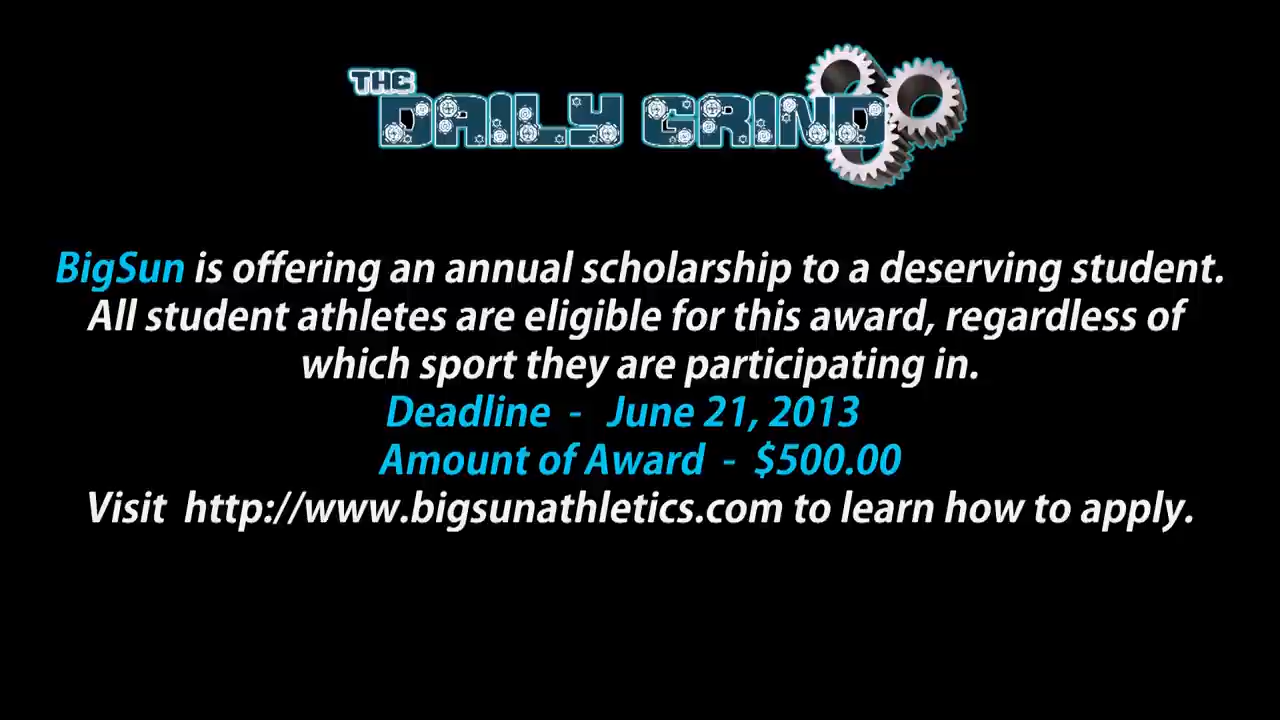 THE
DAILY GRIND
BigSun is offering an annual scholarship to a deserving student.
All student athletes are eligible for this award, regardless of
which sport they are participating in.
Deadline - June 21, 2013
Amount of Award - $500.00
Visit http://www.bigsunathletics.com to learn how to apply.